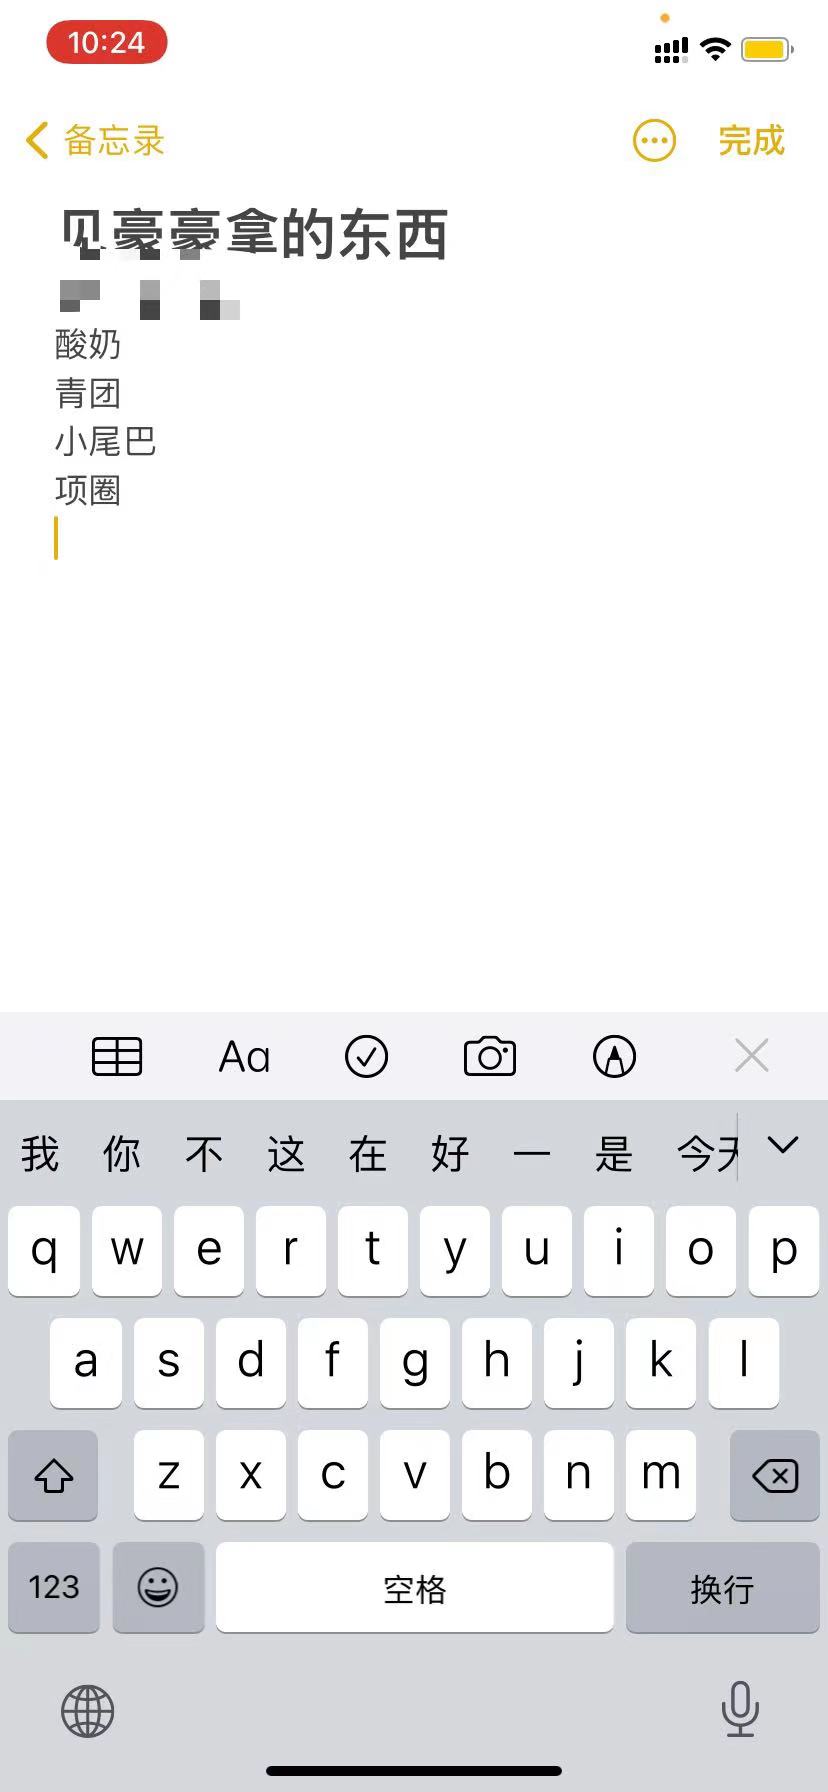 10:24
备忘录
完成
见豪豪拿的东西
酸奶
青团
小尾巴
项圈
Aa
我 你 不 这 在 好 一 是 今天
q w e r t y u i o p
a s d f g h j k l
z x c v b n m
123 空格 换行